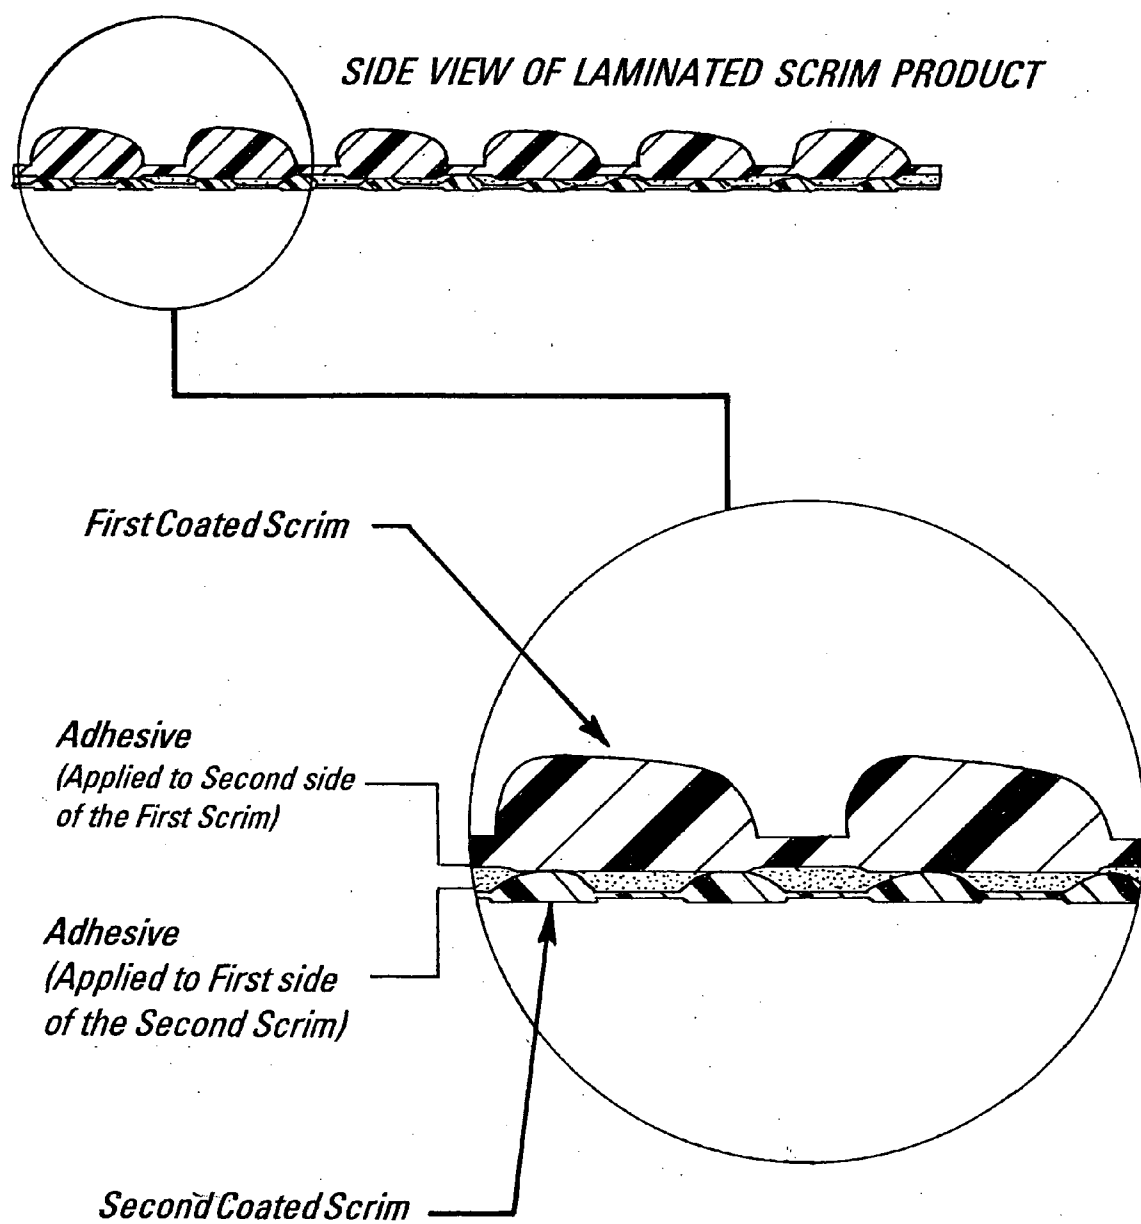 SIDE VIEW OF LAMINATED SCRIM PRODUCT
First Coated Scrim
Adhesive
(Applied to Second side
of the First Scrim)
Adhesive
(Applied to First side
of the Second Scrim)
Second Coated Scrim